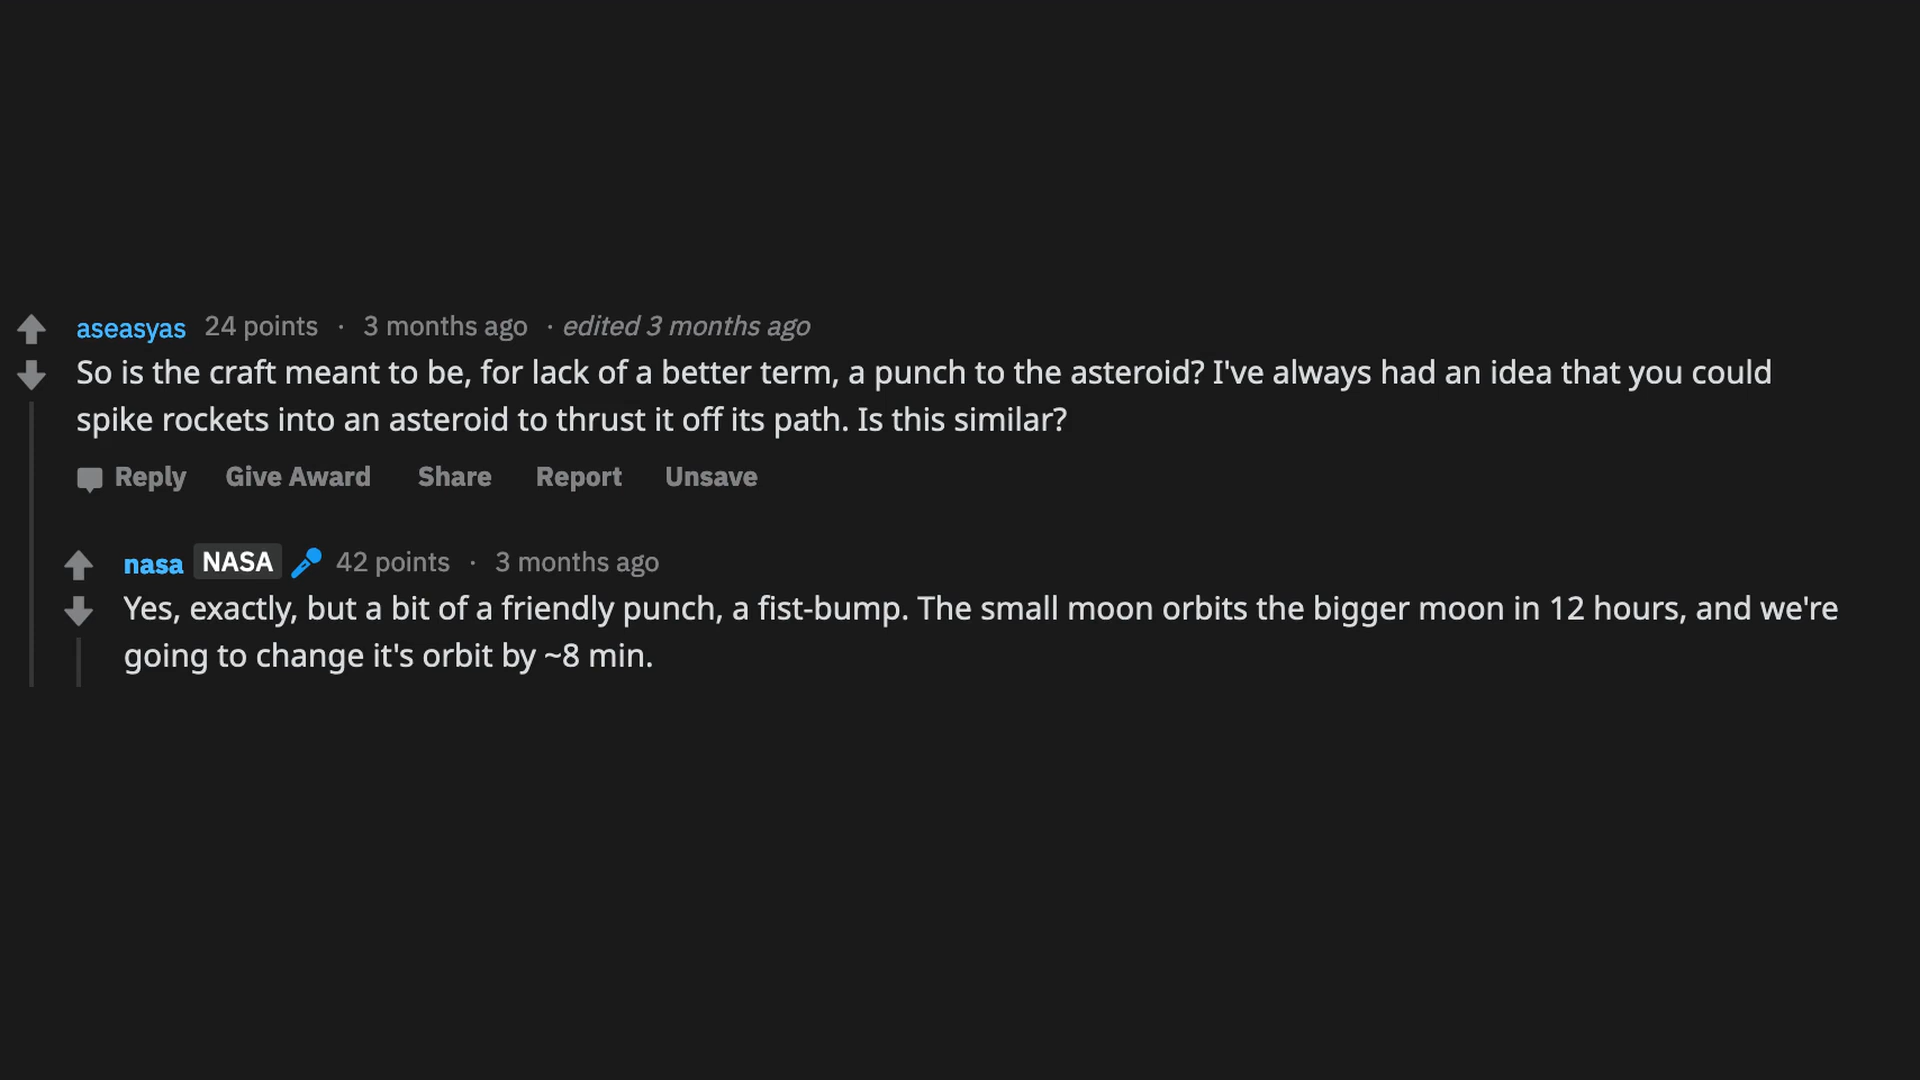 aseasyas 24 points · 3 months ago · edited 3 months ago
So is the craft meant to be, for lack of a better term, a punch to the asteroid? I've always had an idea that you could
spike rockets into an asteroid to thrust it off its path. Is this similar?
Reply Give Award Share Report Unsave
nasa NASA 42 points · 3 months ago
Yes, exactly, but a bit of a friendly punch, a fist-bump. The small moon orbits the bigger moon in 12 hours, and we're
going to change it's orbit by ~8 min.